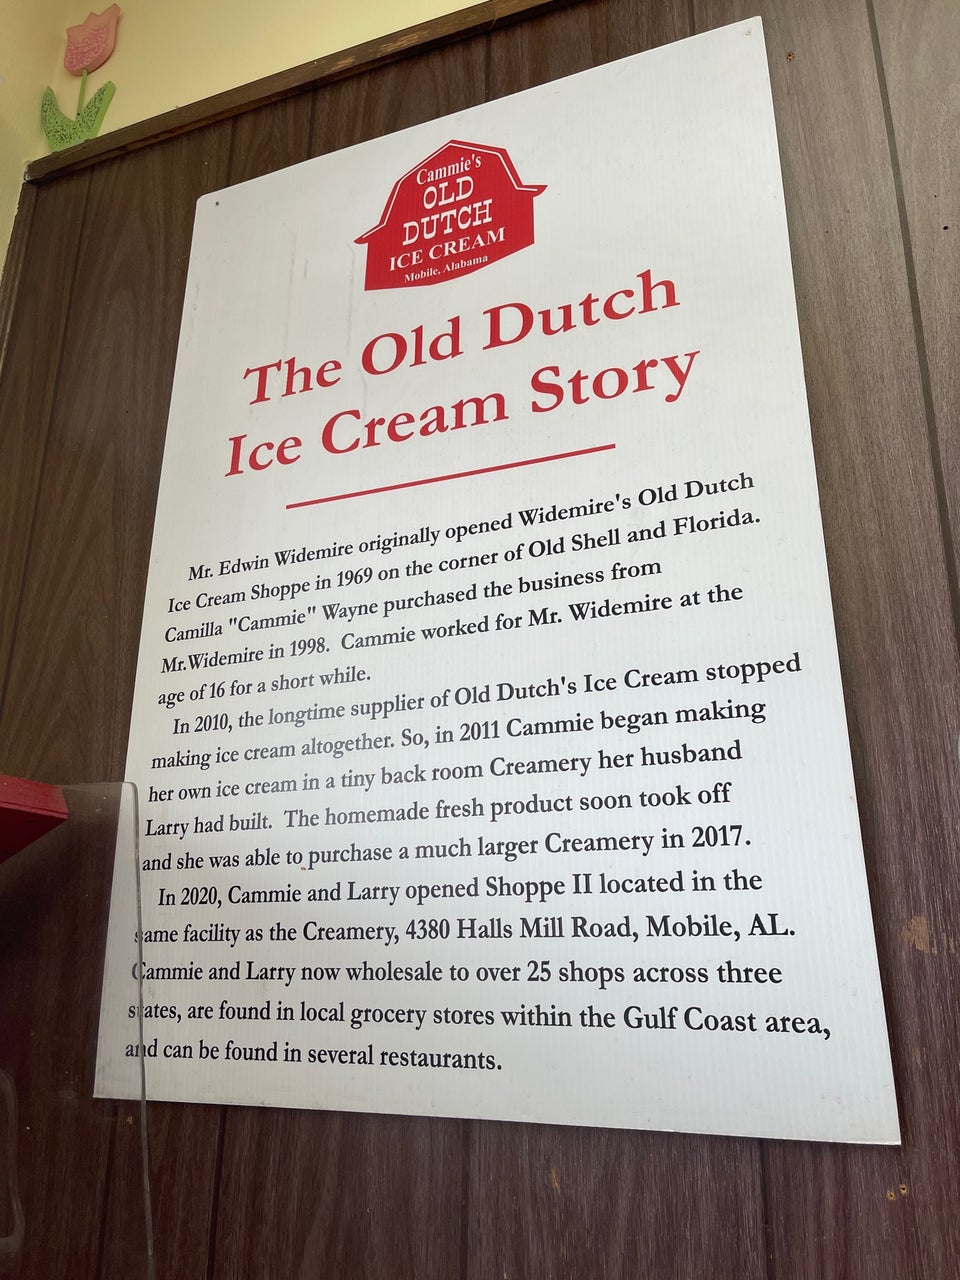 Cammie's
OLD
DUTCH
ICE CREAM
Mobile, Alabama
The Old Dutch
Ice Cream Story
Mr. Edwin Widemire originally opened Widemire's Old Dutch
Ice Cream Shoppe in 1969 on the corner of Old Shell and Florida.
Camilla "Cammie" Wayne purchased the business from
Mr.Widemire in 1998. Cammie worked for Mr. Widemire at the
age of 16 for a short while.
In 2010, the longtime supplier of Old Dutch's Ice Cream stopped
making ice cream altogether. So, in 2011 Cammie began making
her own ice cream in a tiny back room Creamery her husband
Larry had built. The homemade fresh product soon took off
and she was able to purchase a much larger Creamery in 2017.
In 2020, Cammie and Larry opened Shoppe II located in the
same facility as the Creamery, 4380 Halls Mill Road, Mobile, AL.
Cammie and Larry now wholesale to over 25 shops across three
states, are found in local grocery stores within the Gulf Coast area,
and can be found in several restaurants.